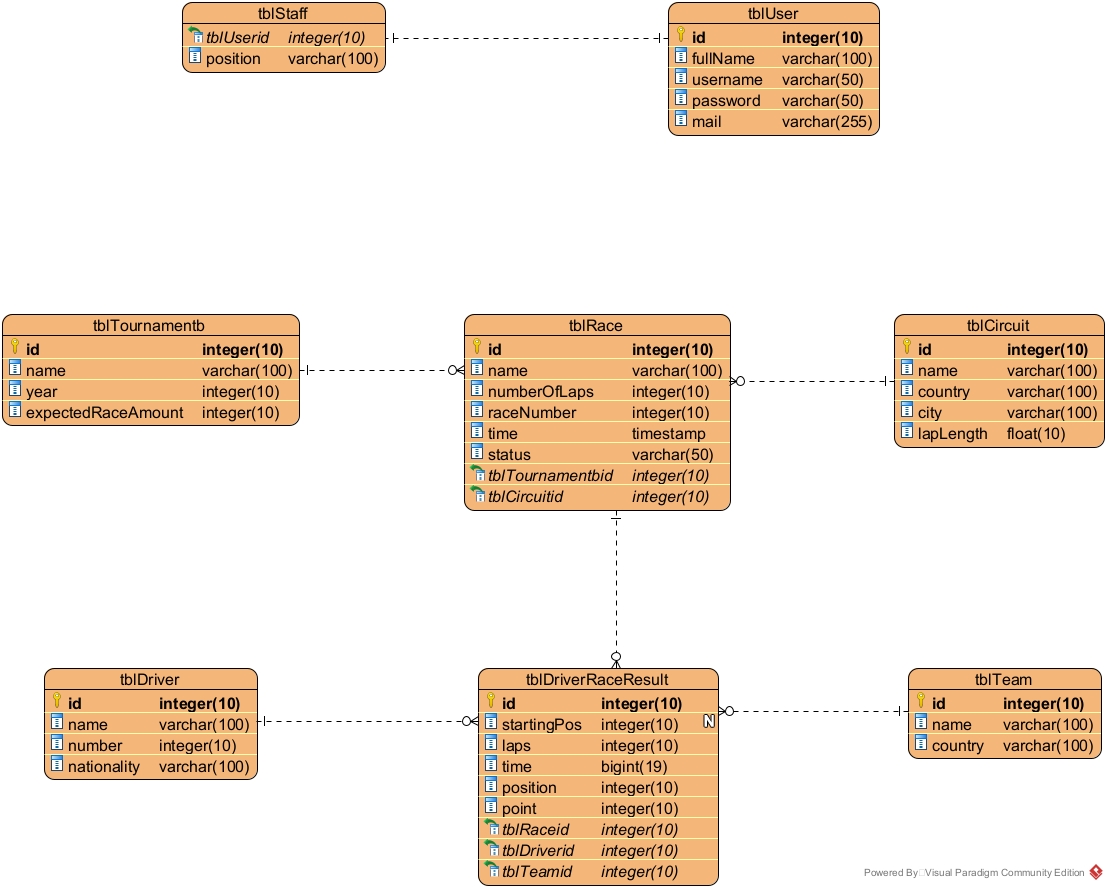 tblStaff
tblUserid integer(10)
position varchar(100)
tblUser
id integer(10)
fullName varchar(100)
username varchar(50)
password varchar(50)
mail varchar(255)
tblTournamentb
id integer(10)
name varchar(100)
year integer(10)
expectedRaceAmount integer(10)
tblRace
id integer(10)
name varchar(100)
numberOfLaps integer(10)
raceNumber integer(10)
time timestamp
status varchar(50)
tblTournamentbid integer(10)
tblCircuitid integer(10)
tblCircuit
id integer(10)
name varchar(100)
country varchar(100)
city varchar(100)
lapLength float(10)
tblDriver
id integer(10)
name varchar(100)
number integer(10)
nationality varchar(100)
tblDriverRaceResult
id integer(10)
startingPos integer(10) N
laps integer(10)
time bigint(19)
position integer(10)
point integer(10)
tblRaceid integer(10)
tblDriverid integer(10)
tblTeamid integer(10)
tblTeam
id integer(10)
name varchar(100)
country varchar(100)
Powered By Visual Paradigm Community Edition